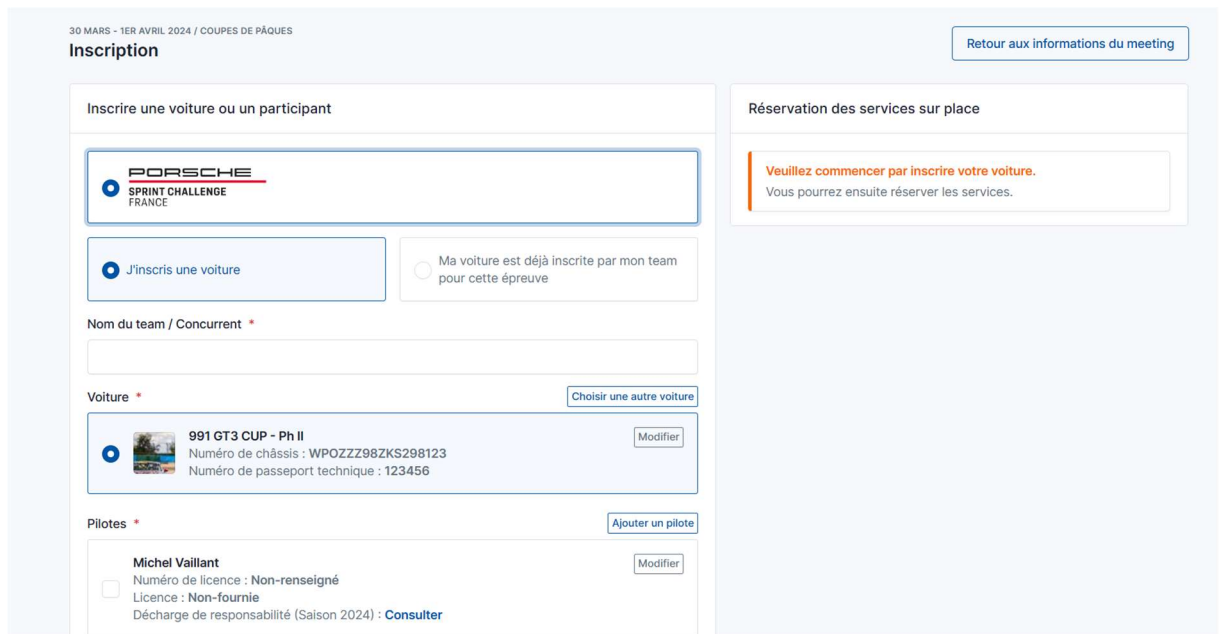 30 MARS - 1ER AVRIL 2024 / COUPES DE PÂQUES
Inscription
Retour aux informations du meeting
Inscrire une voiture ou un participant
PORSCHE
SPRINT CHALLENGE
FRANCE
J'inscris une voiture
Ma voiture est déjà inscrite par mon team
pour cette épreuve
Nom du team / Concurrent *
Voiture *
Choisir une autre voiture
991 GT3 CUP - Ph II
Modifier
Numéro de châssis : WPOZZZ98ZKS298123
Numéro de passeport technique : 123456
Pilotes *
Ajouter un pilote
Michel Vaillant
Modifier
Numéro de licence : Non-renseigné
Licence : Non-fournie
Décharge de responsabilité (Saison 2024) : Consulter
Réservation des services sur place
Veuillez commencer par inscrire votre voiture.
Vous pourrez ensuite réserver les services.